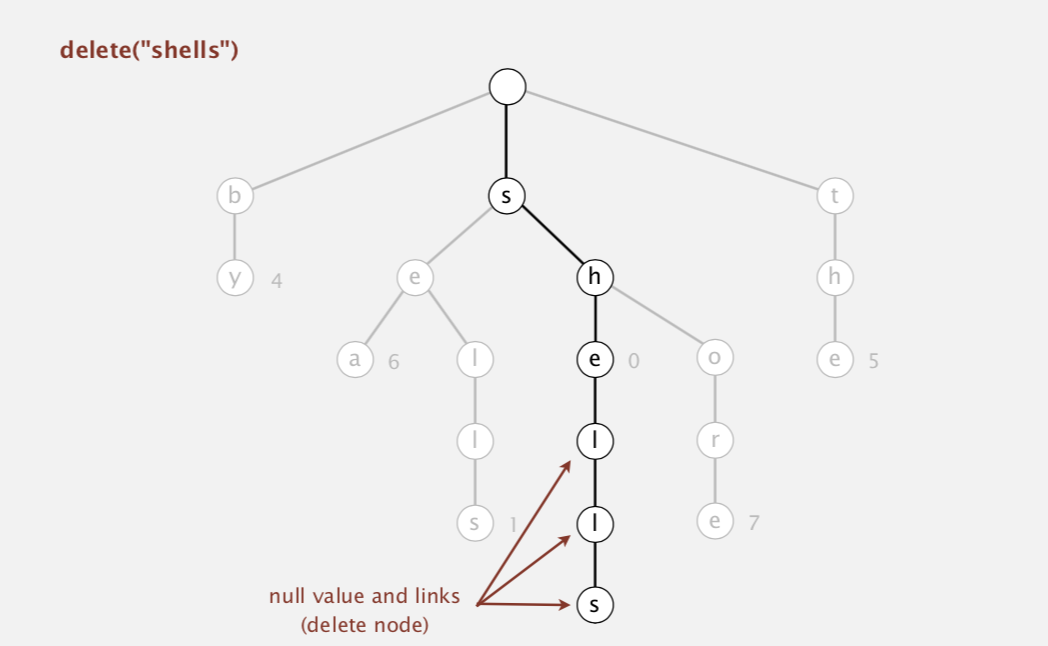 delete("shells")
b s t
y 4 e h h
a 6 l e 0 o e 5
l l r
s 1 l e 7
null value and links s
(delete node)